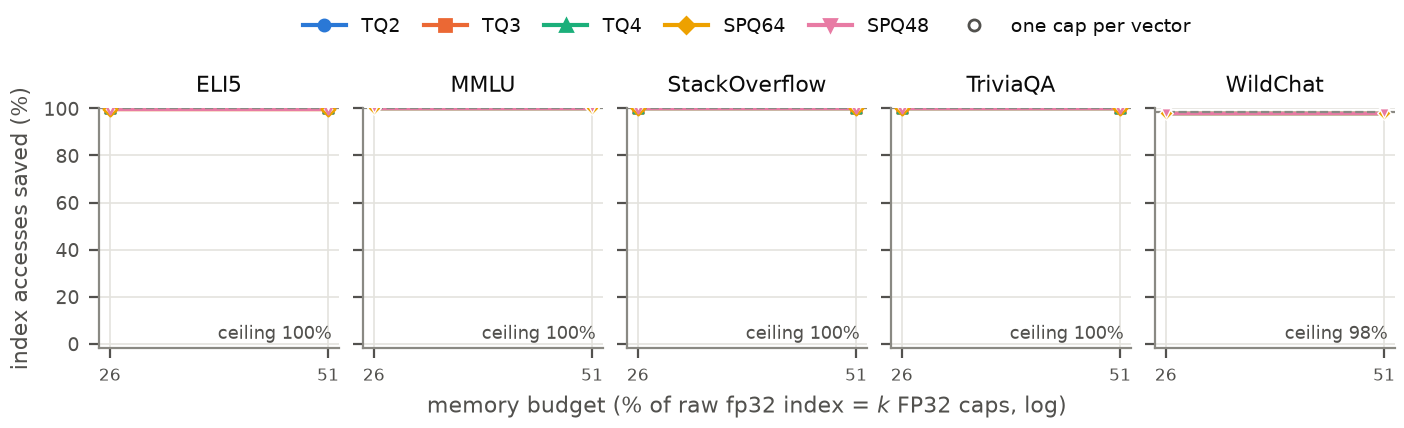 TQ2 TQ3 TQ4 SPQ64 SPQ48 one cap per vector
ELI5 MMLU StackOverflow TriviaQA WildChat
index accesses saved (%)
100
80
60
40
20
0
ceiling 100% ceiling 100% ceiling 100% ceiling 100% ceiling 98%
26 51 26 51 26 51 26 51 26 51
memory budget (% of raw fp32 index = k FP32 caps, log)